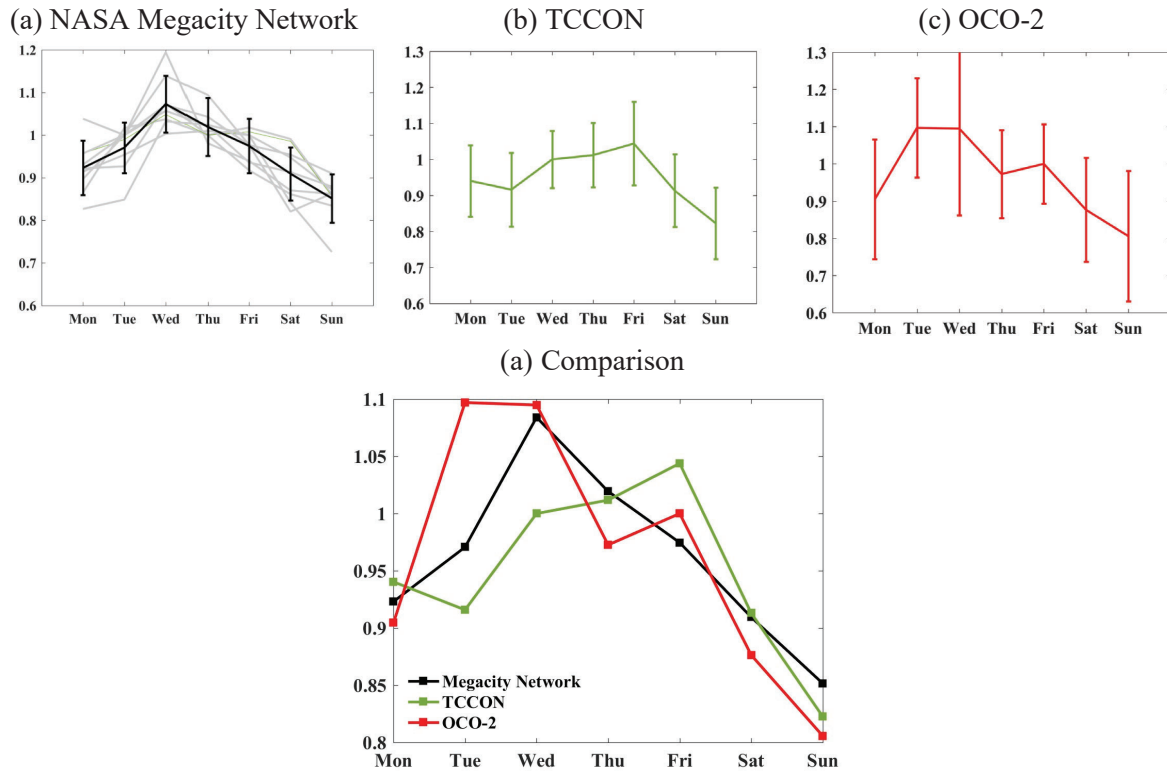 (a) NASA Megacity Network
(b) TCCON
(c) OCO-2
1.2
1.1
1
0.9
0.8
0.7
0.6
Mon Tue Wed Thu Fri Sat Sun
1.3
1.2
1.1
1
0.9
0.8
0.7
0.6
Mon Tue Wed Thu Fri Sat Sun
1.3
1.2
1.1
1
0.9
0.8
0.7
0.6
Mon Tue Wed Thu Fri Sat Sun
(a) Comparison
1.1
1.05
1
0.95
0.9
0.85
0.8
Megacity Network
TCCON
OCO-2
Mon Tue Wed Thu Fri Sat Sun